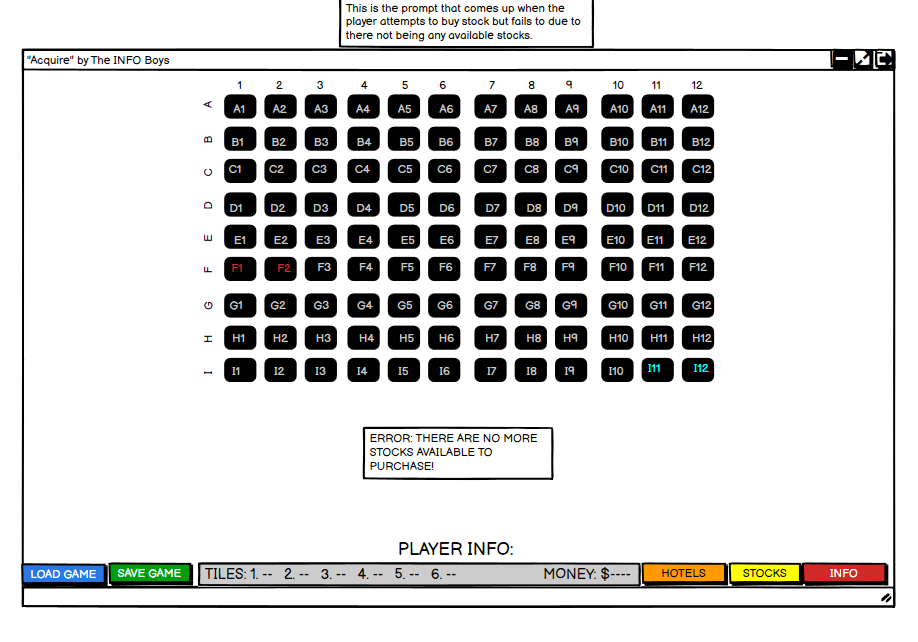 This is the prompt that comes up when the
player attempts to buy stock but fails to due to
there not being any available stocks.
"Acquire" by The INFO Boys
1 2 3 4 5 6 7 8 9 10 11 12
A A1 A2 A3 A4 A5 A6 A7 A8 A9 A10 A11 A12
B B1 B2 B3 B4 B5 B6 B7 B8 B9 B10 B11 B12
C C1 C2 C3 C4 C5 C6 C7 C8 C9 C10 C11 C12
D D1 D2 D3 D4 D5 D6 D7 D8 D9 D10 D11 D12
E E1 E2 E3 E4 E5 E6 E7 E8 E9 E10 E11 E12
F F1 F2 F3 F4 F5 F6 F7 F8 F9 F10 F11 F12
G G1 G2 G3 G4 G5 G6 G7 G8 G9 G10 G11 G12
H H1 H2 H3 H4 H5 H6 H7 H8 H9 H10 H11 H12
I I1 I2 I3 I4 I5 I6 I7 I8 I9 I10 I11 I12
ERROR: THERE ARE NO MORE
STOCKS AVAILABLE TO
PURCHASE!
PLAYER INFO:
LOAD GAME SAVE GAME TILES: 1. -- 2. -- 3. -- 4. -- 5. -- 6. -- MONEY: $---- HOTELS STOCKS INFO